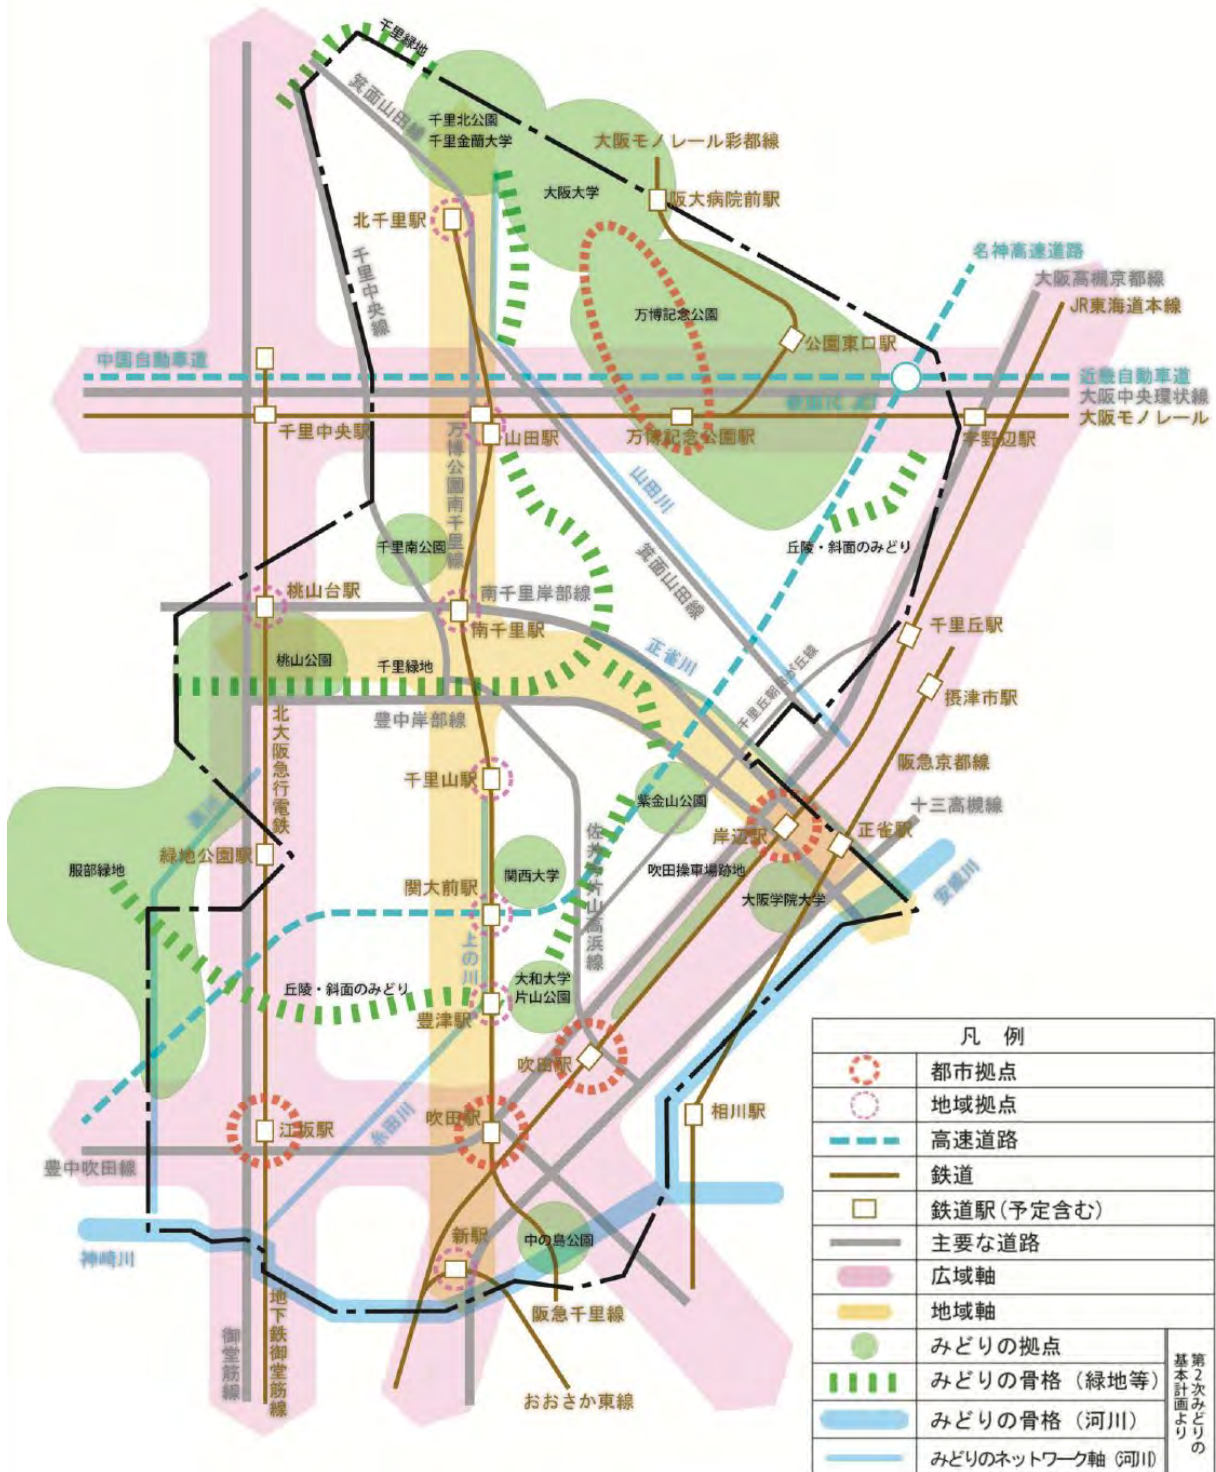 千里緑地
箕面山田線
千里北公園
千里金蘭大学
大阪モノレール彩都線
大阪大学
阪大病院前駅
北千里駅
名神高速道路
大阪高槻京都線
JR東海道本線
千里中央線
万博記念公園
公園東口駅
中国自動車道
近畿自動車道
大阪中央環状線
大阪モノレール
千里中央駅
山田駅
万博記念公園駅
宇野辺駅
万博公園南千里線
山田川
千里南公園
箕面山田線
丘陵・斜面のみどり
桃山台駅
南千里岸部線
南千里駅
千里丘駅
正雀川
桃山公園
千里緑地
千里丘朝日が丘線
摂津市駅
豊中岸部線
北大阪急行電鉄
阪急京都線
千里山駅
紫金山公園
十三高槻線
岸辺駅
正雀駅
緑地公園駅
佐井寺片山高浜線
服部緑地
関西大学
吹田操車場跡地
関大前駅
大阪学院大学
安威川
上の川
大和大学
片山公園
丘陵・斜面のみどり
豊津駅
吹田駅
江坂駅
吹田駅
相川駅
糸田川
豊中吹田線
新駅
中の島公園
神崎川
阪急千里線
地下鉄御堂筋線
御堂筋線
おおさか東線
凡 例
都市拠点
地域拠点
高速道路
鉄道
鉄道駅(予定含む)
主要な道路
広域軸
地域軸
みどりの拠点
みどりの骨格(緑地等)
みどりの骨格(河川)
みどりのネットワーク軸(河川)
第2次みどりの
基本計画より